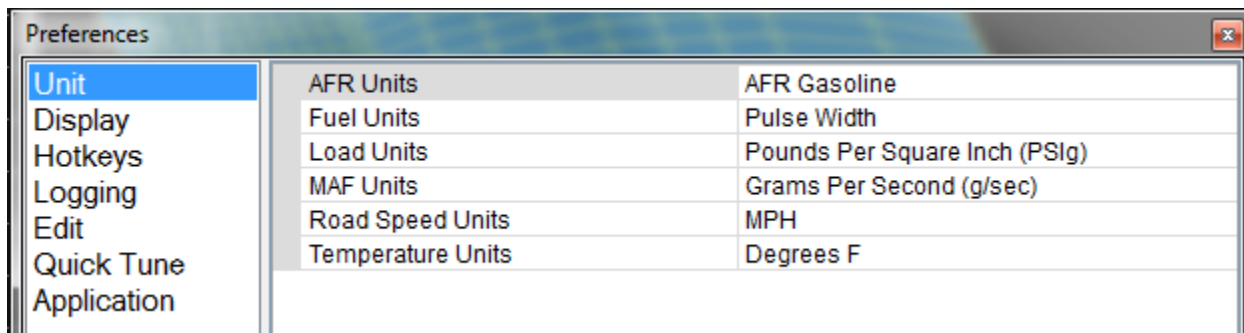 Preferences
Unit
Display
Hotkeys
Logging
Edit
Quick Tune
Application
AFR Units AFR Gasoline
Fuel Units Pulse Width
Load Units Pounds Per Square Inch (PSIg)
MAF Units Grams Per Second (g/sec)
Road Speed Units MPH
Temperature Units Degrees F